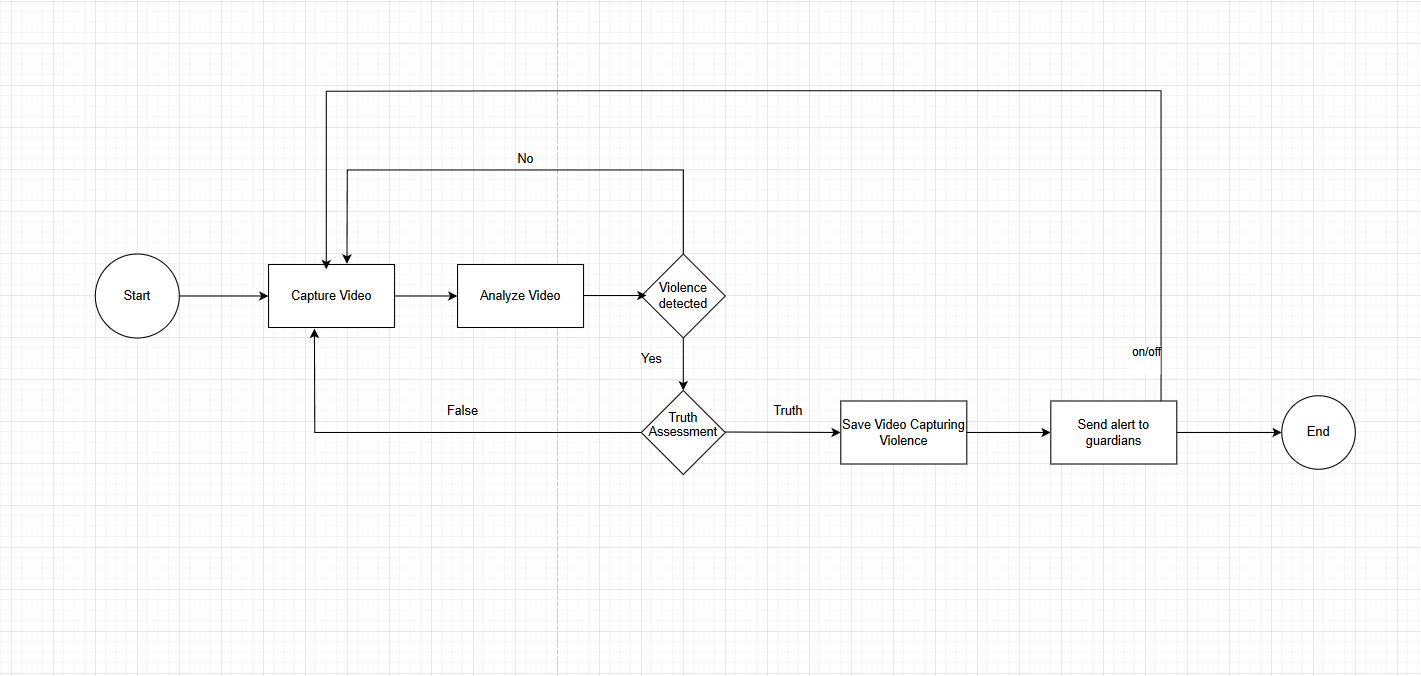 No
Start
Capture Video
Analyze Video
Violence
detected
Yes
on/off
False
Truth
Assessment
Truth
Save Video Capturing
Violence
Send alert to
guardians
End